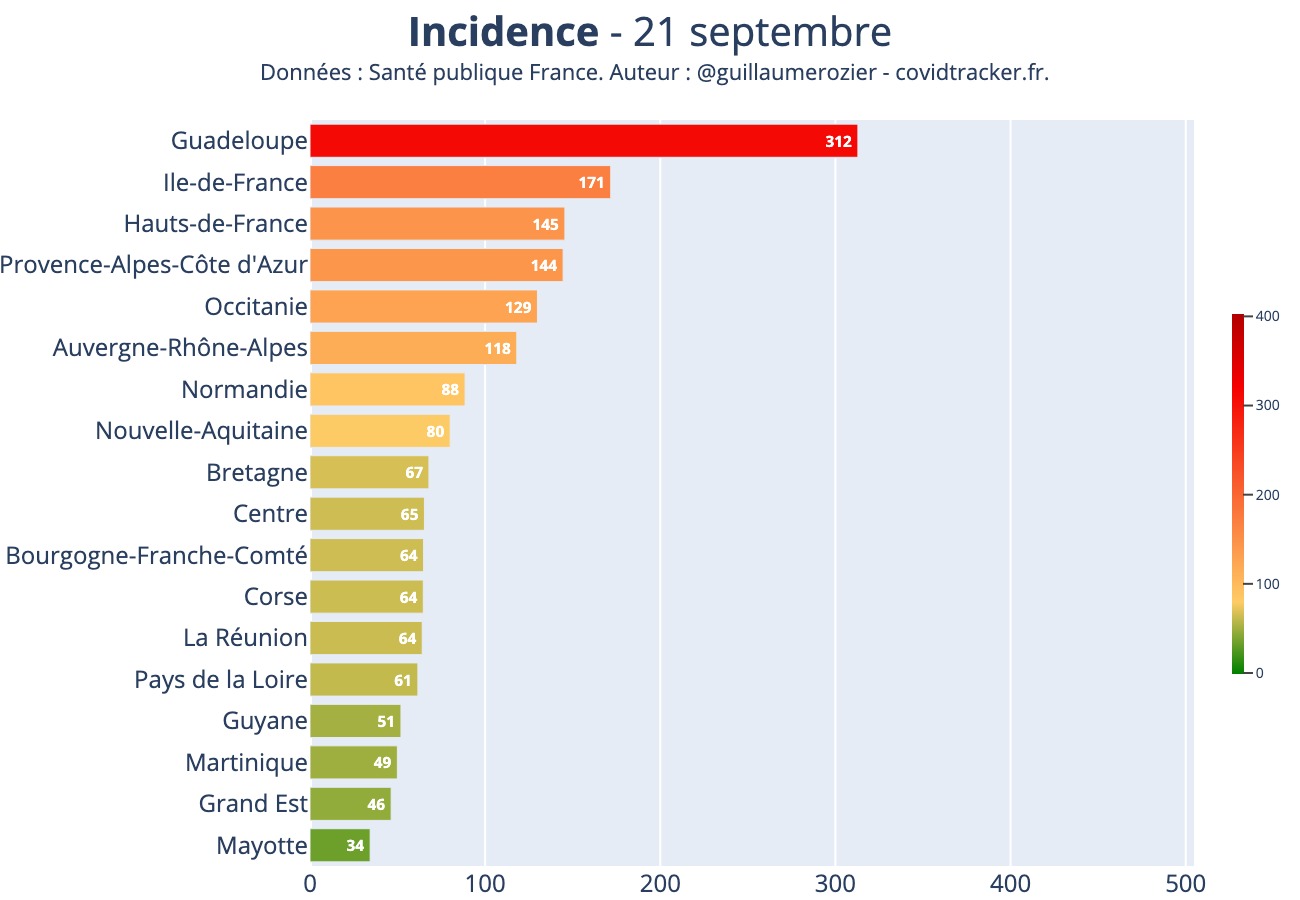 Incidence - 21 septembre
Données : Santé publique France. Auteur : @guillaumerozier - covidtracker.fr.
Guadeloupe 312
Ile-de-France 171
Hauts-de-France 145
Provence-Alpes-Côte d'Azur 144
Occitanie 129
Auvergne-Rhône-Alpes 118
Normandie 88
Nouvelle-Aquitaine 80
Bretagne 67
Centre 65
Bourgogne-Franche-Comté 64
Corse 64
La Réunion 64
Pays de la Loire 61
Guyane 51
Martinique 49
Grand Est 46
Mayotte 34
0 100 200 300 400 500
400
300
200
100
0